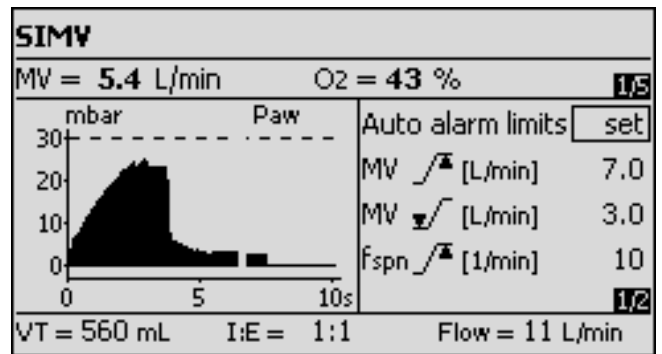 SIMV
MV = 5.4 L/min O2 = 43 % 1/5
mbar Paw
30
20
10
0
0 5 10s
Auto alarm limits set
MV [L/min] 7.0
MV [L/min] 3.0
fspn [1/min] 10
1/2
VT = 560 mL I:E = 1:1 Flow = 11 L/min